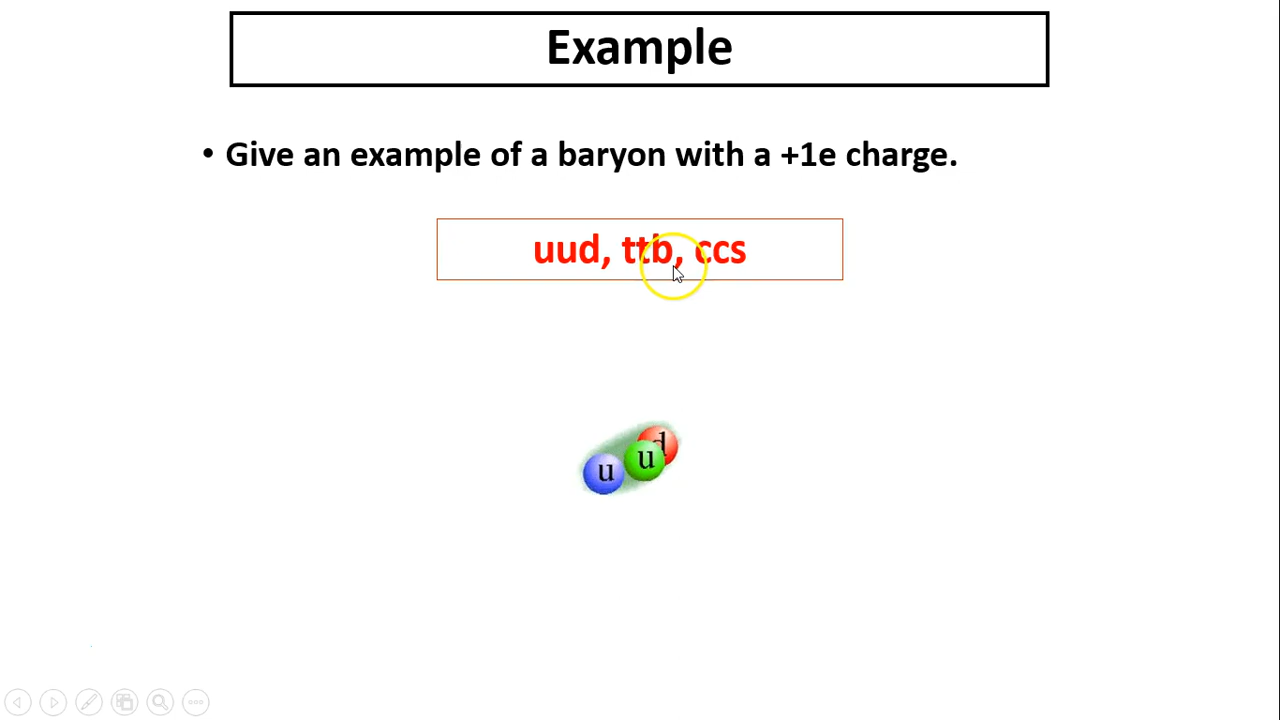 Example
• Give an example of a baryon with a +1e charge.
uud, ttb, ccs
d
u
u